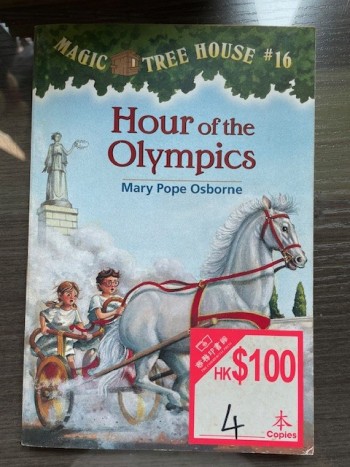 MAGIC TREE HOUSE #16
Hour of the
Olympics
Mary Pope Osborne
HK$100
4 本
Copies